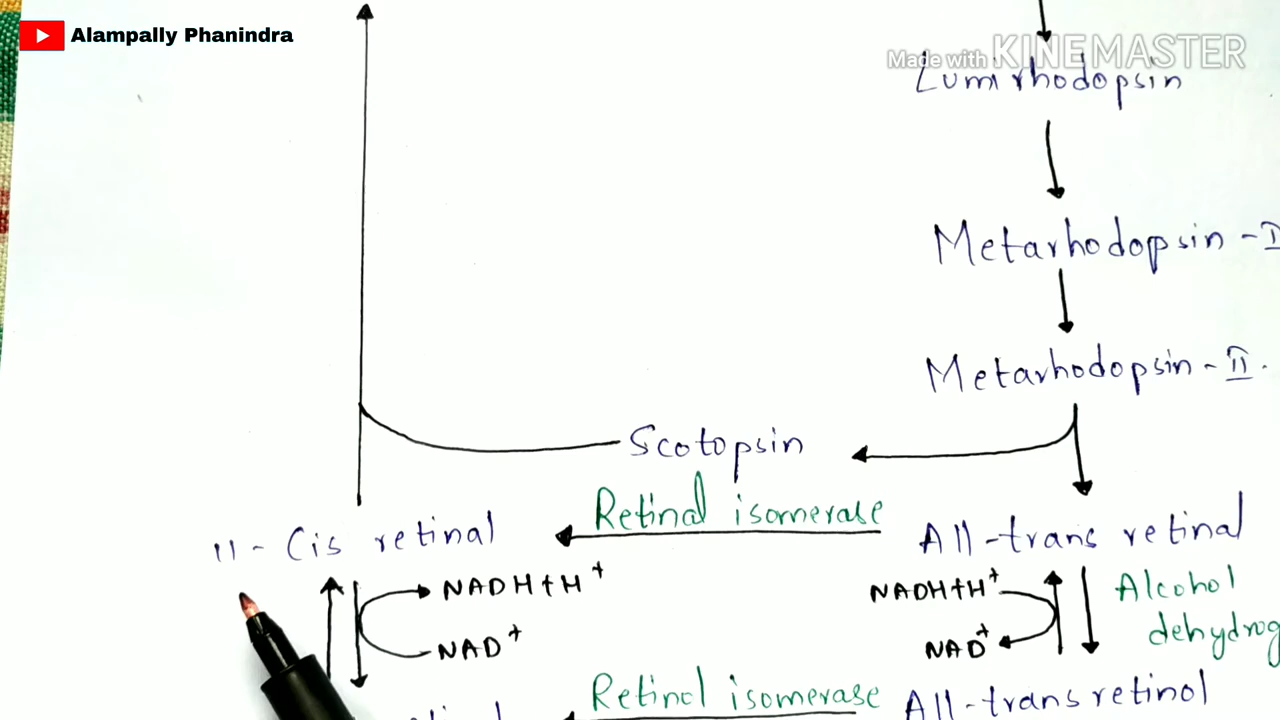 Alampally Phanindra
Made with KINEMASTER
Lumirhodopsin
Metarhodopsin - I
Metarhodopsin - II.
Scotopsin
Retinal isomerase
11 - Cis retinal
All-trans retinal
NADH+H+
NADH+H+
Alcohol
NAD+
NAD+
Retinol isomerase
All-trans retinol